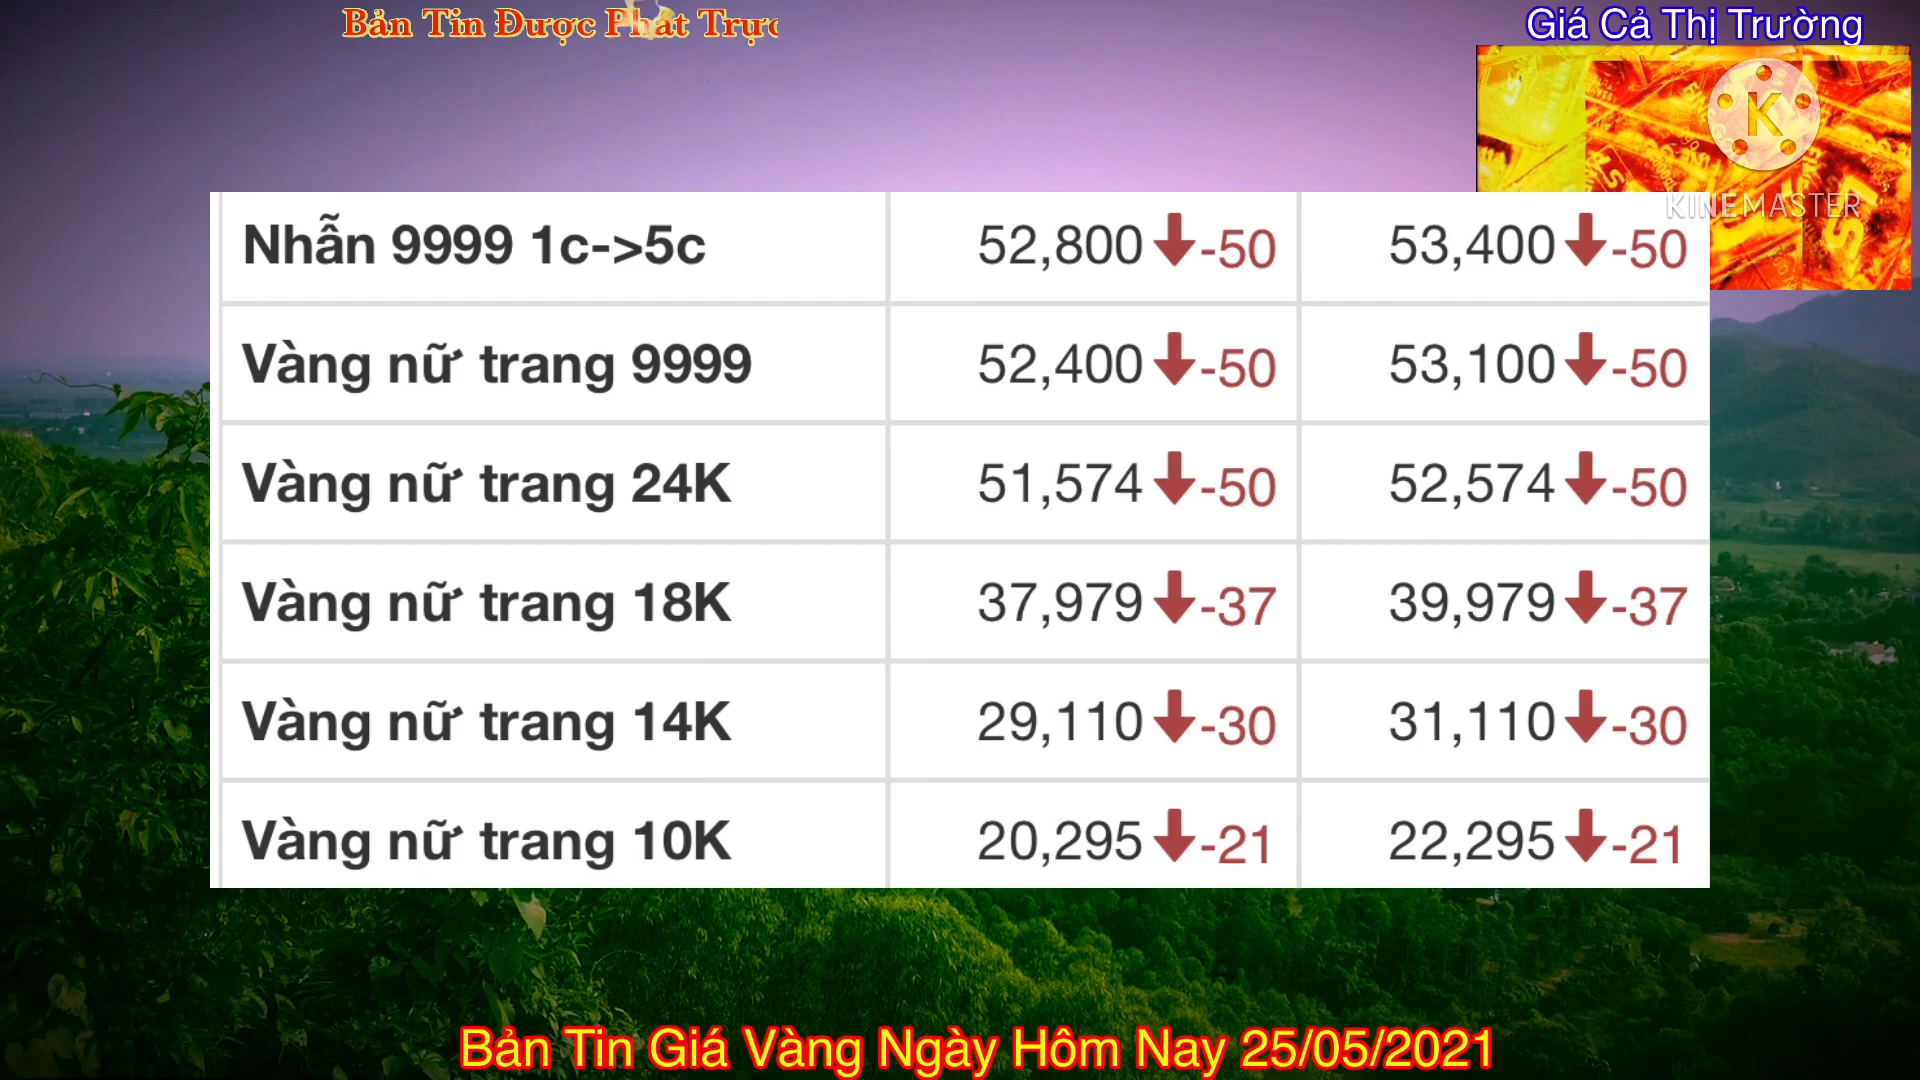 Bản Tin Được Phát Trực
Giá Cả Thị Trường
K
KINEMASTER
Nhẫn 9999 1c->5c 52,800 -50 53,400 -50
Vàng nữ trang 9999 52,400 -50 53,100 -50
Vàng nữ trang 24K 51,574 -50 52,574 -50
Vàng nữ trang 18K 37,979 -37 39,979 -37
Vàng nữ trang 14K 29,110 -30 31,110 -30
Vàng nữ trang 10K 20,295 -21 22,295 -21
Bản Tin Giá Vàng Ngày Hôm Nay 25/05/2021